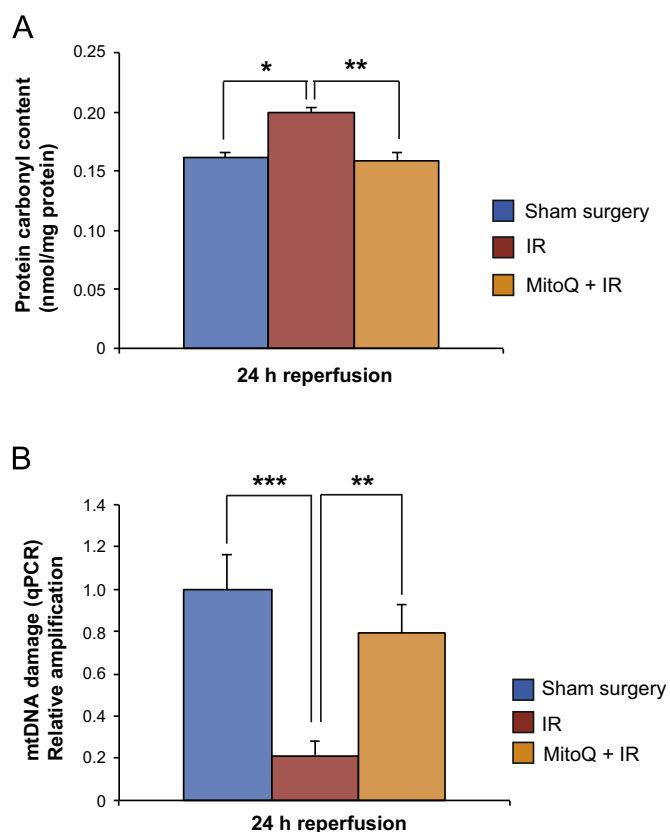 A
0.25
0.20
0.15
0.10
0.05
0
Protein carbonyl content
(nmol/mg protein)
*
**
24 h reperfusion
Sham surgery
IR
MitoQ + IR
B
1.4
1.2
1.0
0.8
0.6
0.4
0.2
0
mtDNA damage (qPCR)
Relative amplification
***
**
24 h reperfusion
Sham surgery
IR
MitoQ + IR